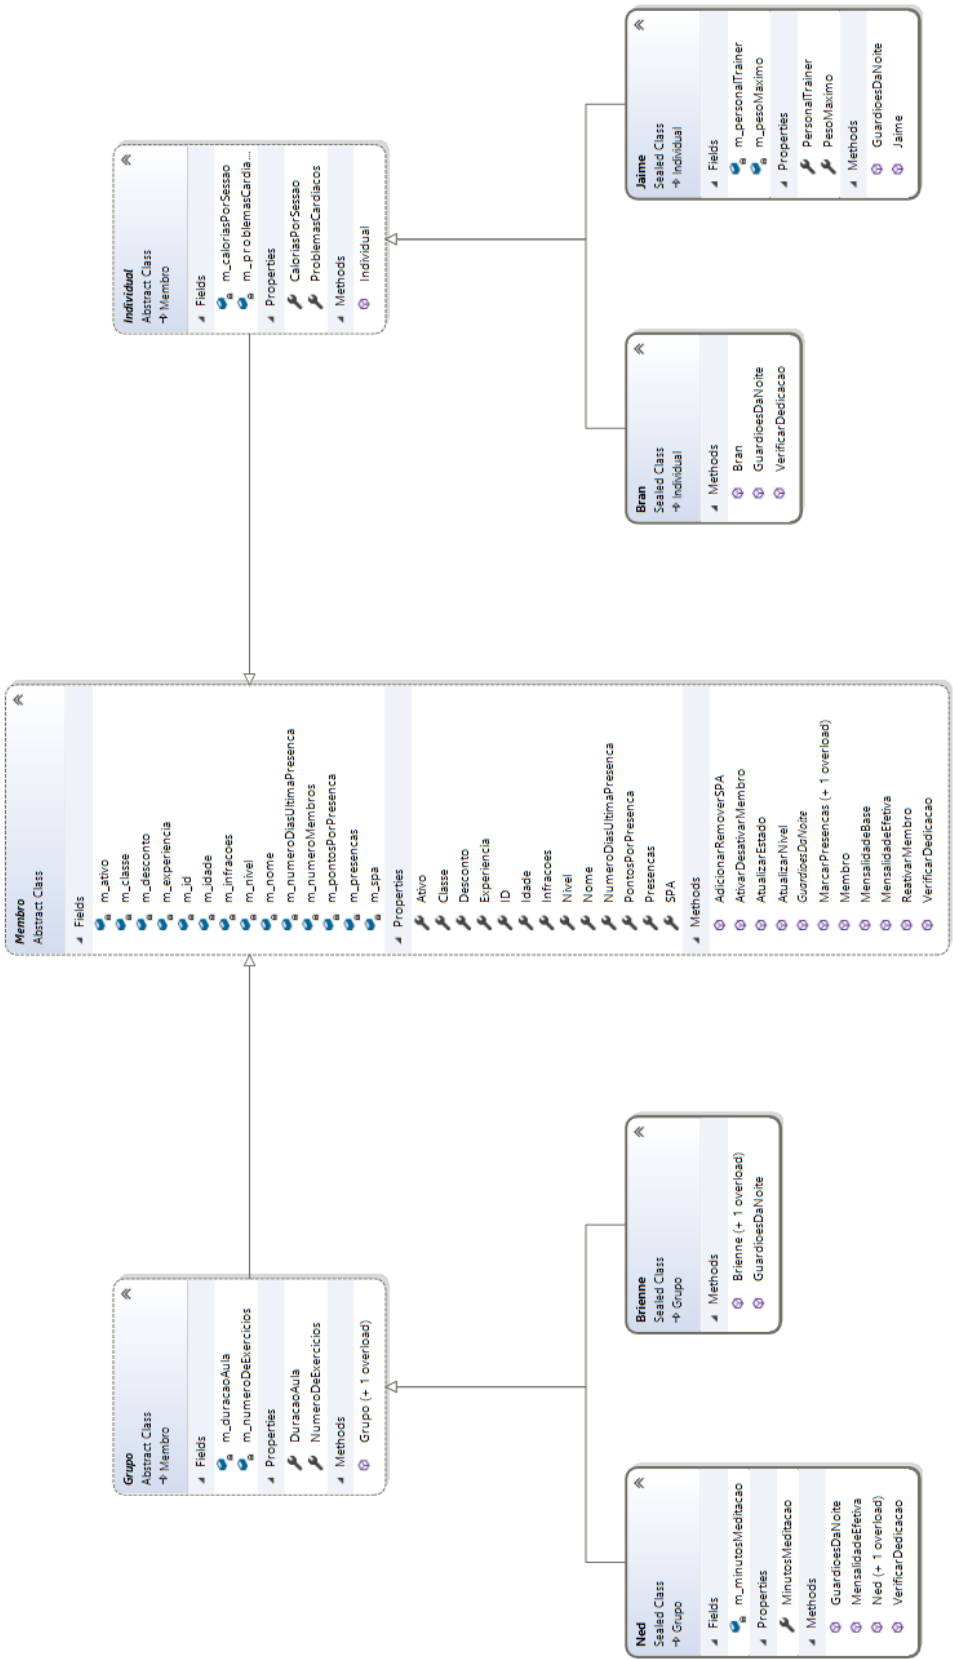 Membro
Abstract Class
Fields
m_ativo
m_classe
m_desconto
m_experiencia
m_id
m_idade
m_infracoes
m_nivel
m_nome
m_numeroDiasUltimaPresenca
m_numeroMembros
m_pontosPorPresenca
m_presencas
m_spa
Properties
Ativo
Classe
Desconto
Experiencia
ID
Idade
Infracoes
Nivel
Nome
NumeroDiasUltimaPresenca
PontosPorPresenca
Presencas
SPA
Methods
AdicionarRemoverSPA
AtivarDesativarMembro
AtualizarEstado
AtualizarNivel
GuardioesDaNoite
MarcarPresencas (+ 1 overload)
Membro
MensalidadeBase
MensalidadeEfetiva
ReativarMembro
VerificarDedicacao
Grupo
Abstract Class
Membro
Fields
m_duracaoAula
m_numeroDeExercicios
Properties
DuracaoAula
NumeroDeExercicios
Methods
Grupo (+ 1 overload)
Individual
Abstract Class
Membro
Fields
m_caloriasPorSessao
m_problemasCardia...
Properties
CaloriasPorSessao
ProblemasCardiacos
Methods
Individual
Ned
Sealed Class
Grupo
Fields
m_minutosMeditacao
Properties
MinutosMeditacao
Methods
GuardioesDaNoite
MensalidadeEfetiva
Ned (+ 1 overload)
VerificarDedicacao
Brienne
Sealed Class
Grupo
Methods
Brienne (+ 1 overload)
GuardioesDaNoite
Bran
Sealed Class
Individual
Methods
Bran
GuardioesDaNoite
VerificarDedicacao
Jaime
Sealed Class
Individual
Fields
m_personalTrainer
m_pesoMaximo
Properties
PersonalTrainer
PesoMaximo
Methods
GuardioesDaNoite
Jaime